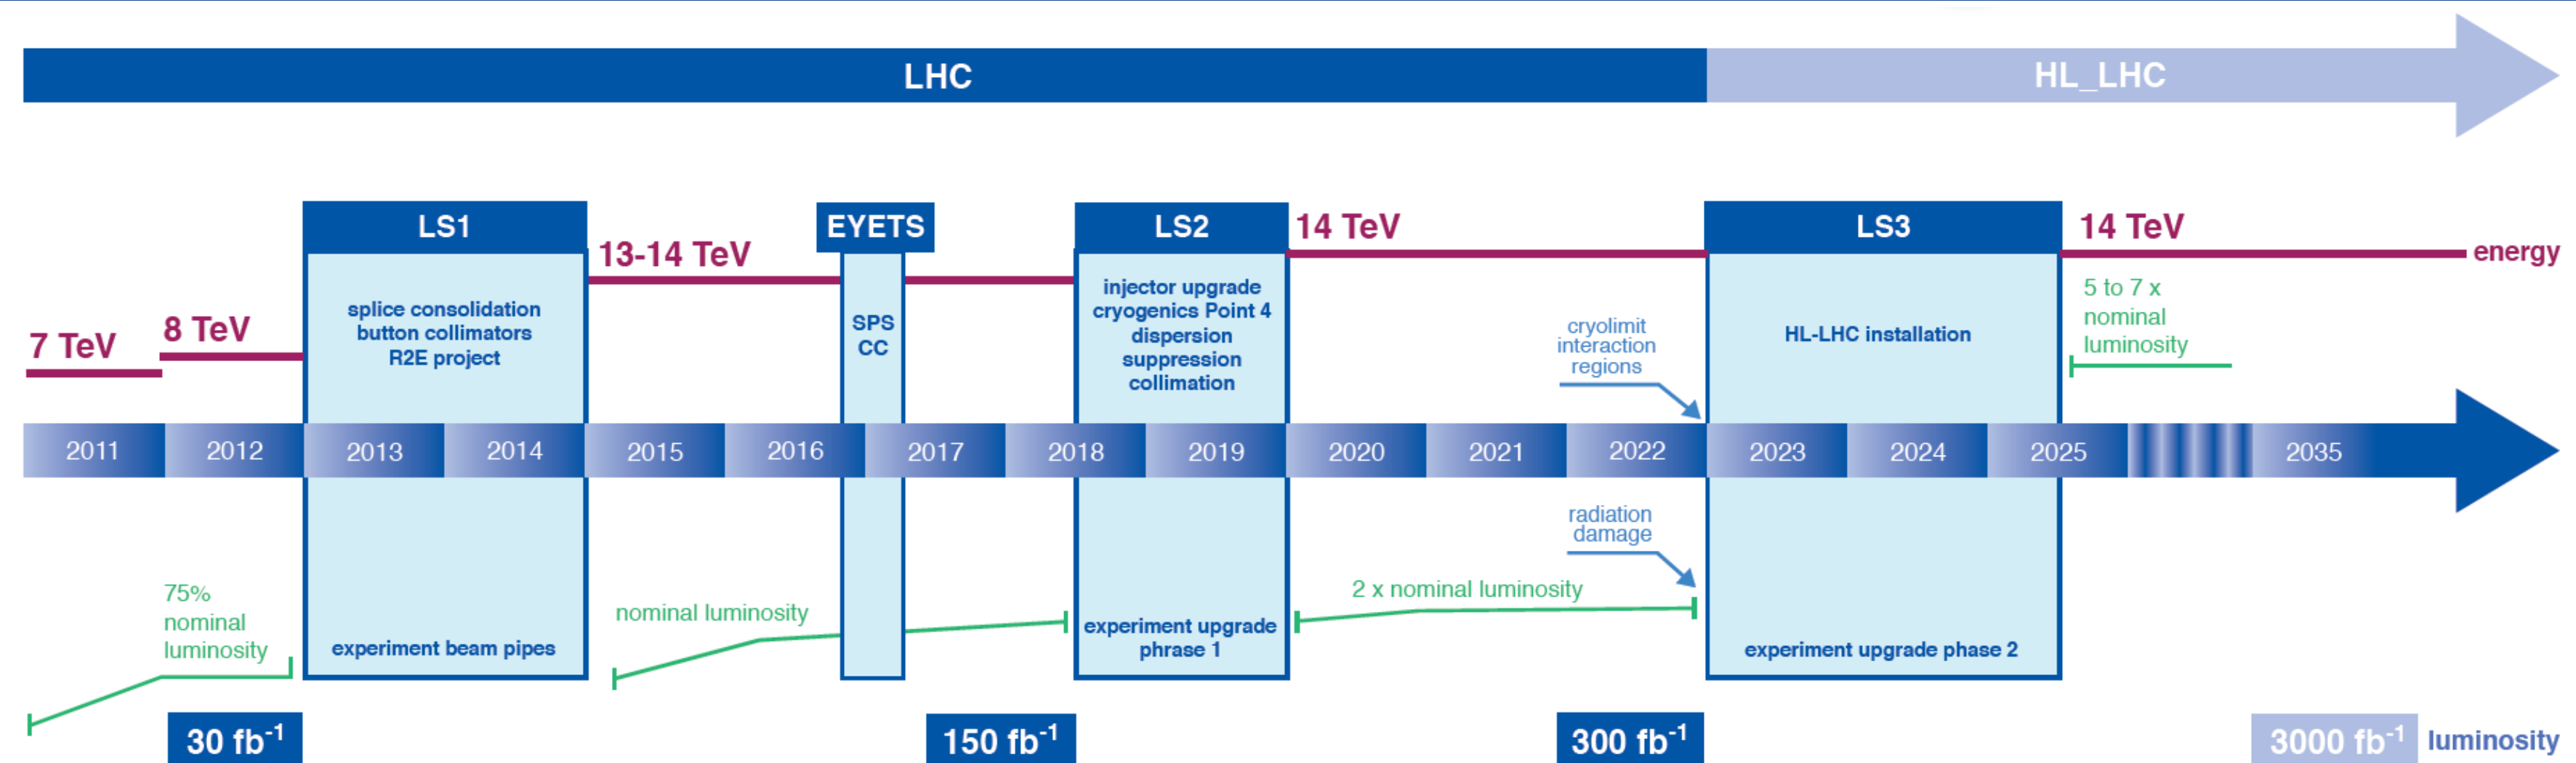 LHC
HL_LHC
LS1
EYETS
LS2
14 TeV
LS3
14 TeV
13-14 TeV
energy
7 TeV
8 TeV
splice consolidation
button collimators
R2E project
SPS
CC
injector upgrade
cryogenics Point 4
dispersion
suppression
collimation
cryolimit
interaction
regions
HL-LHC installation
5 to 7 x
nominal
luminosity
2011
2012
2013
2014
2015
2016
2017
2018
2019
2020
2021
2022
2023
2024
2025
2035
radiation
damage
75%
nominal
luminosity
experiment beam pipes
nominal luminosity
experiment upgrade
phrase 1
2 x nominal luminosity
experiment upgrade phase 2
30 fb⁻¹
150 fb⁻¹
300 fb⁻¹
3000 fb⁻¹
luminosity